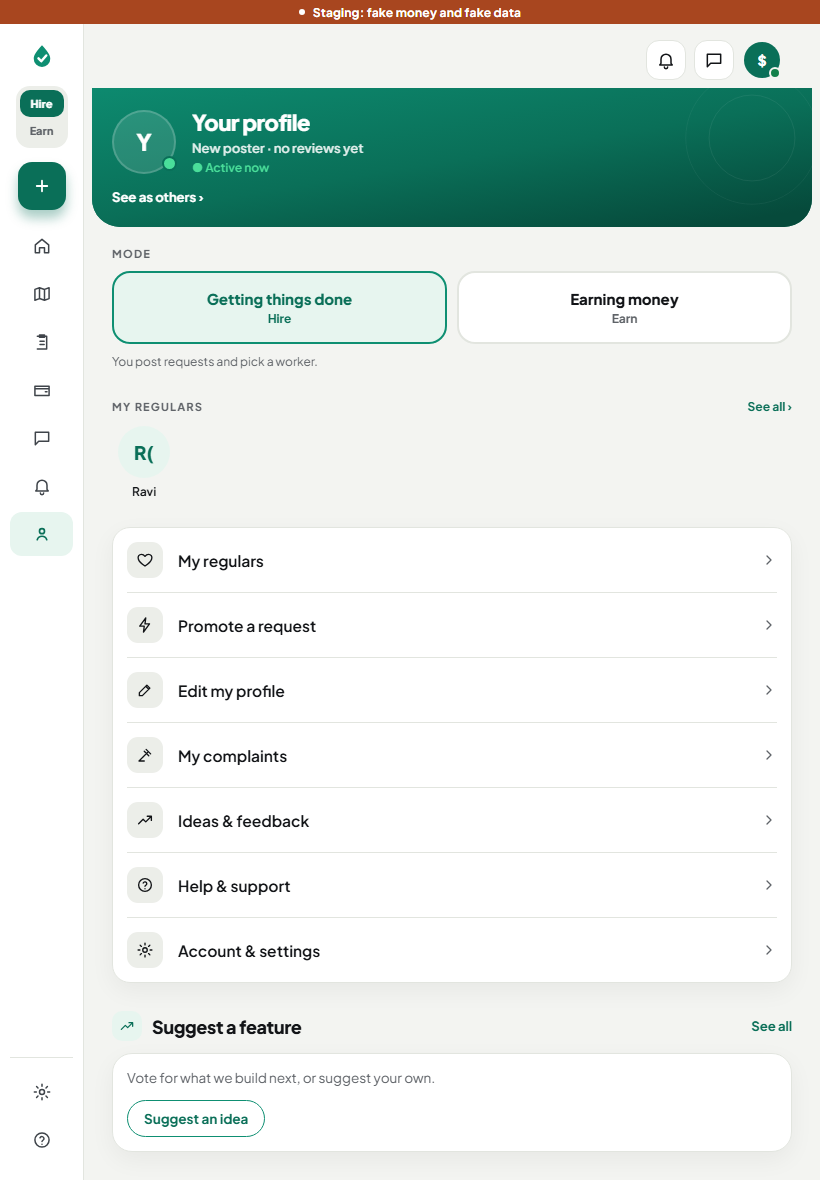 Staging: fake money and fake data
Hire
Earn
$
Y
Your profile
New poster · no reviews yet
Active now
See as others ›
MODE
Getting things done
Hire
Earning money
Earn
You post requests and pick a worker.
MY REGULARS
See all ›
R(
Ravi
My regulars
Promote a request
Edit my profile
My complaints
Ideas & feedback
Help & support
Account & settings
Suggest a feature
See all
Vote for what we build next, or suggest your own.
Suggest an idea